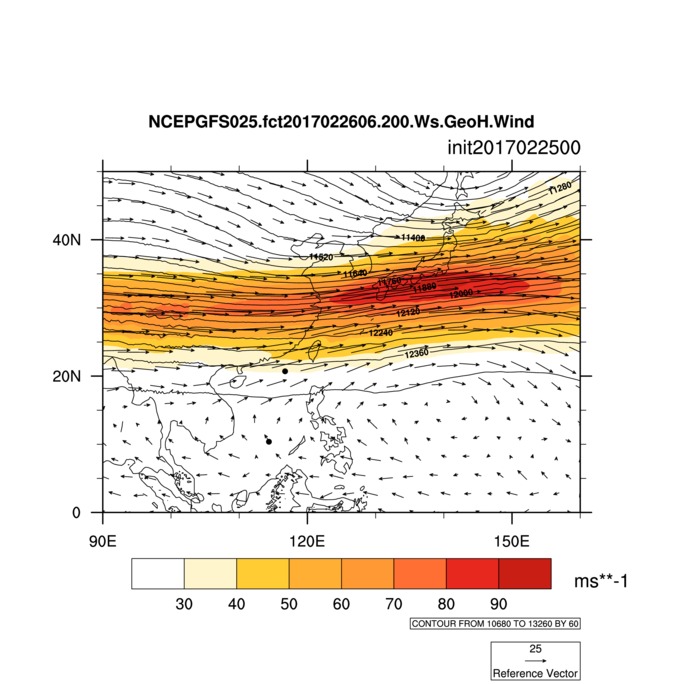 NCEPGFS025.fct2017022606.200.Ws.GeoH.Wind
init2017022500
11280
11400
11520
11640
11760
11880
12000
12120
12240
12360
40N
20N
0
90E 120E 150E
30 40 50 60 70 80 90
ms**-1
CONTOUR FROM 10680 TO 13260 BY 60
25
Reference Vector